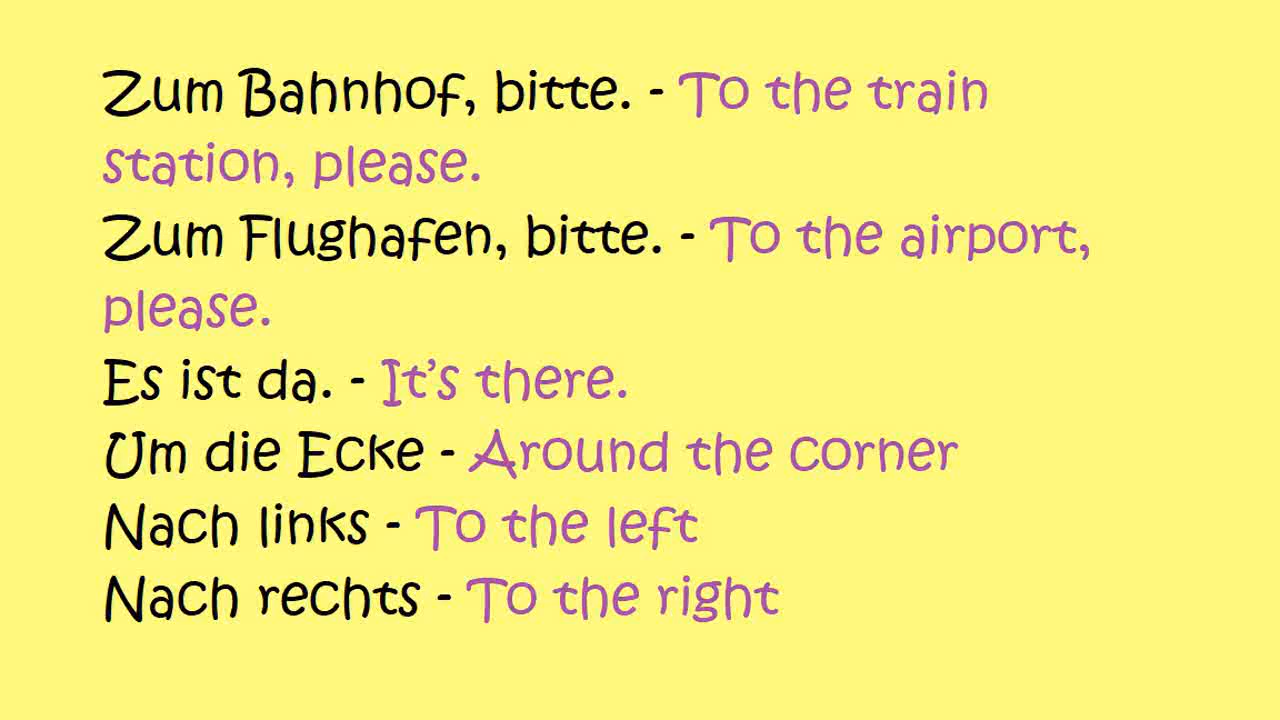 Zum Bahnhof, bitte. - To the train
station, please.
Zum Flughafen, bitte. - To the airport,
please.
Es ist da. - It's there.
Um die Ecke - Around the corner
Nach links - To the left
Nach rechts - To the right